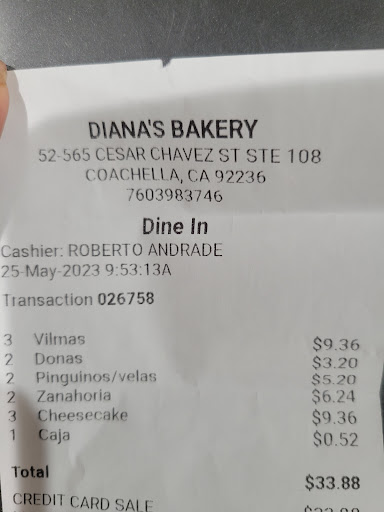 DIANA'S BAKERY
52-565 CESAR CHAVEZ ST STE 108
COACHELLA, CA 92236
7603983746
Dine In
Cashier: ROBERTO ANDRADE
25-May-2023 9:53:13A
Transaction 026758
3 Vilmas $9.36
2 Donas $3.20
2 Pinguinos/velas $5.20
2 Zanahoria $6.24
3 Cheesecake $9.36
1 Caja $0.52
Total $33.88
CREDIT CARD SALE